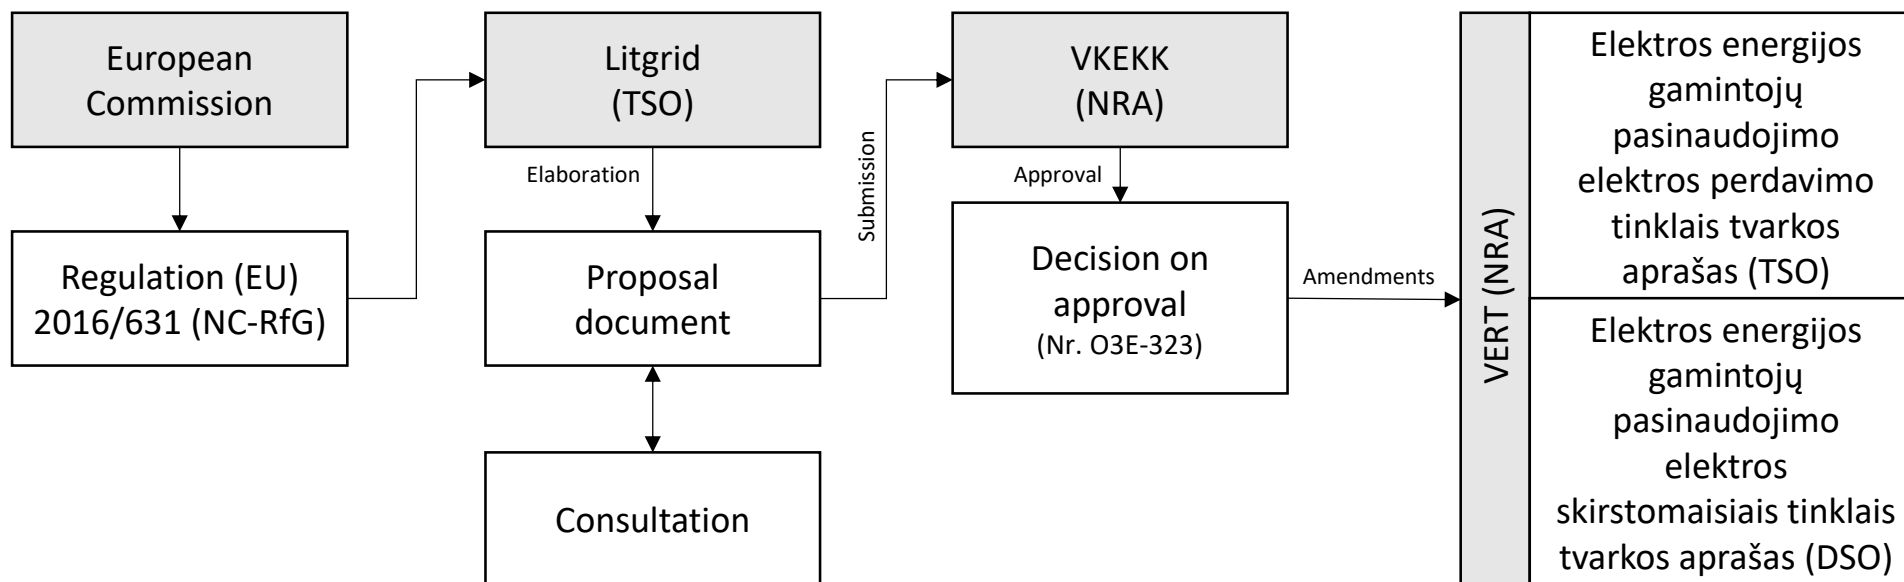 European
Commission
Regulation (EU)
2016/631 (NC-RfG)
Litgrid
(TSO)
Elaboration
Proposal
document
Consultation
Submission
VKEKK
(NRA)
Approval
Decision on
approval
(Nr. O3E-323)
Amendments
VERT (NRA)
Elektros energijos
gamintojų
pasinaudojimo
elektros perdavimo
tinklais tvarkos
aprašas (TSO)
Elektros energijos
gamintojų
pasinaudojimo
elektros
skirstomaisiais tinklais
tvarkos aprašas (DSO)